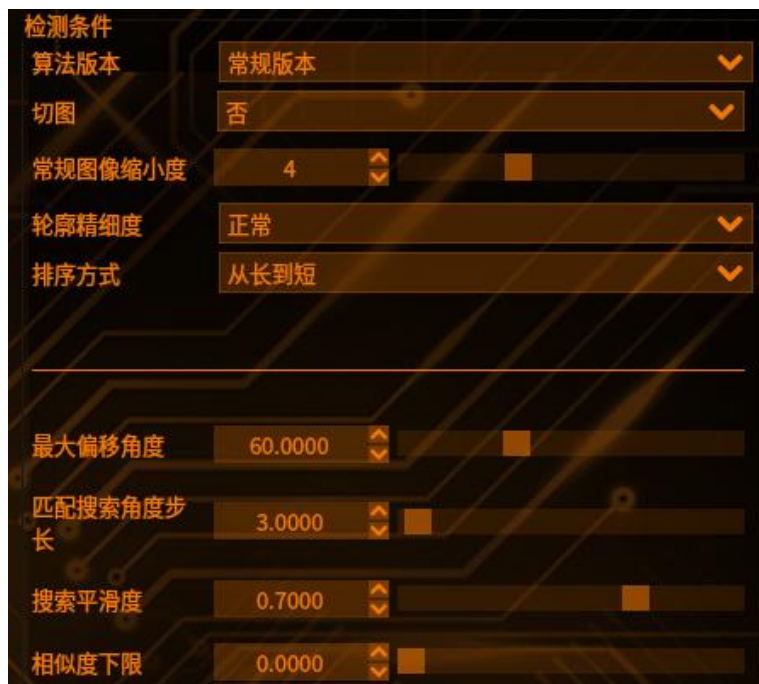 检测条件
算法版本 常规版本
切图 否
常规图像缩小度 4
轮廓精细度 正常
排序方式 从长到短
最大偏移角度 60.0000
匹配搜索角度步
长 3.0000
搜索平滑度 0.7000
相似度下限 0.0000